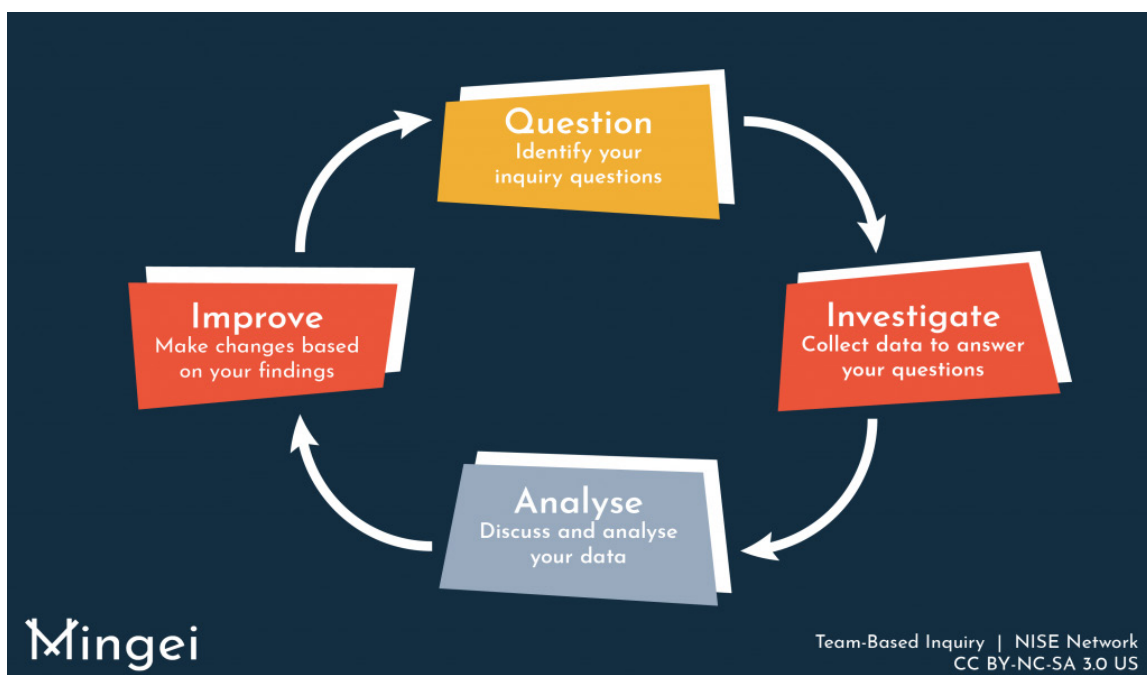 Question
Identify your
inquiry questions
Investigate
Collect data to answer
your questions
Analyse
Discuss and analyse
your data
Improve
Make changes based
on your findings
Mingei
Team-Based Inquiry | NISE Network
CC BY-NC-SA 3.0 US